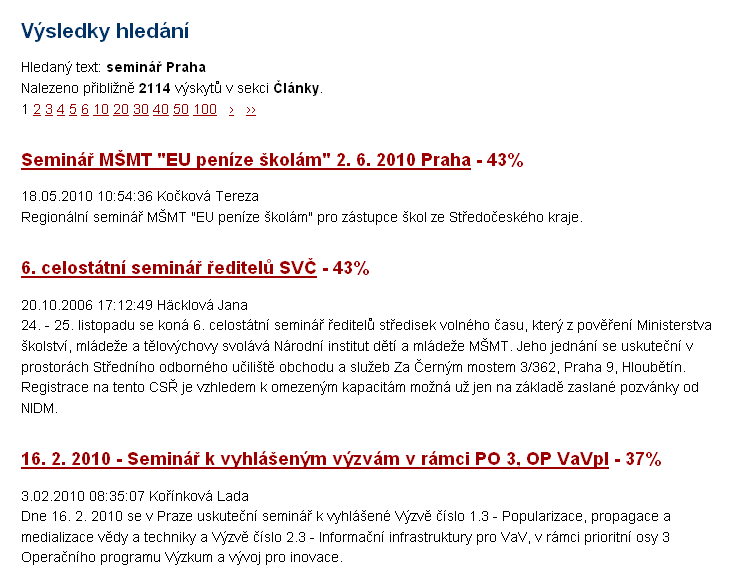 Výsledky hledání
Hledaný text: seminář Praha
Nalezeno přibližně 2114 výskytů v sekci Články.
1 2 3 4 5 6 10 20 30 40 50 100 › ››
Seminář MŠMT "EU peníze školám" 2. 6. 2010 Praha - 43%
18.05.2010 10:54:36 Kočková Tereza
Regionální seminář MŠMT "EU peníze školám" pro zástupce škol ze Středočeského kraje.
6. celostátní seminář ředitelů SVČ - 43%
20.10.2006 17:12:49 Häcklová Jana
24. - 25. listopadu se koná 6. celostátní seminář ředitelů středisek volného času, který z pověření Ministerstva
školství, mládeže a tělovýchovy svolává Národní institut dětí a mládeže MŠMT. Jeho jednání se uskuteční v
prostorách Středního odborného učiliště obchodu a služeb Za Černým mostem 3/362, Praha 9, Hloubětín.
Registrace na tento CSŘ je vzhledem k omezeným kapacitám možná už jen na základě zaslané pozvánky od
NIDM.
16. 2. 2010 - Seminář k vyhlášeným výzvám v rámci PO 3, OP VaVpI - 37%
3.02.2010 08:35:07 Kořínková Lada
Dne 16. 2. 2010 se v Praze uskuteční seminář k vyhlášené Výzvě číslo 1.3 - Popularizace, propagace a
medializace vědy a techniky a Výzvě číslo 2.3 - Informační infrastruktury pro VaV, v rámci prioritní osy 3
Operačního programu Výzkum a vývoj pro inovace.